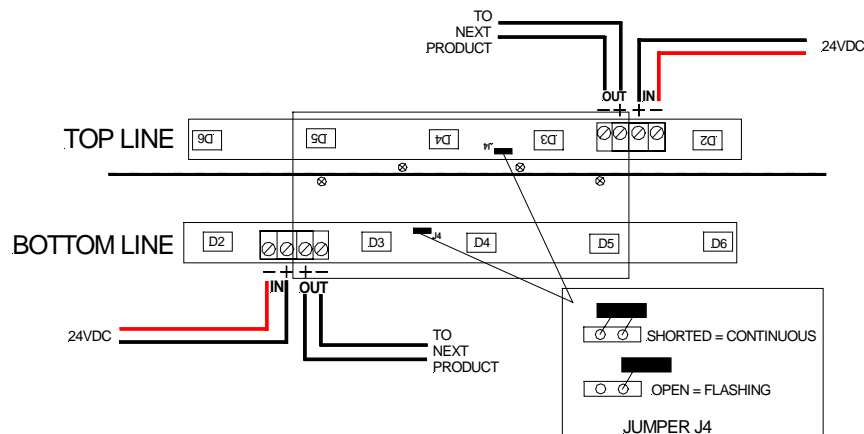 TO
NEXT
PRODUCT
24VDC
OUT IN
− + + −
TOP LINE
D6
D5
D4
J4
D3
D2
BOTTOM LINE
D2
D3
J4
D4
D5
D6
− + + −
IN OUT
24VDC
TO
NEXT
PRODUCT
SHORTED = CONTINUOUS
OPEN = FLASHING
JUMPER J4